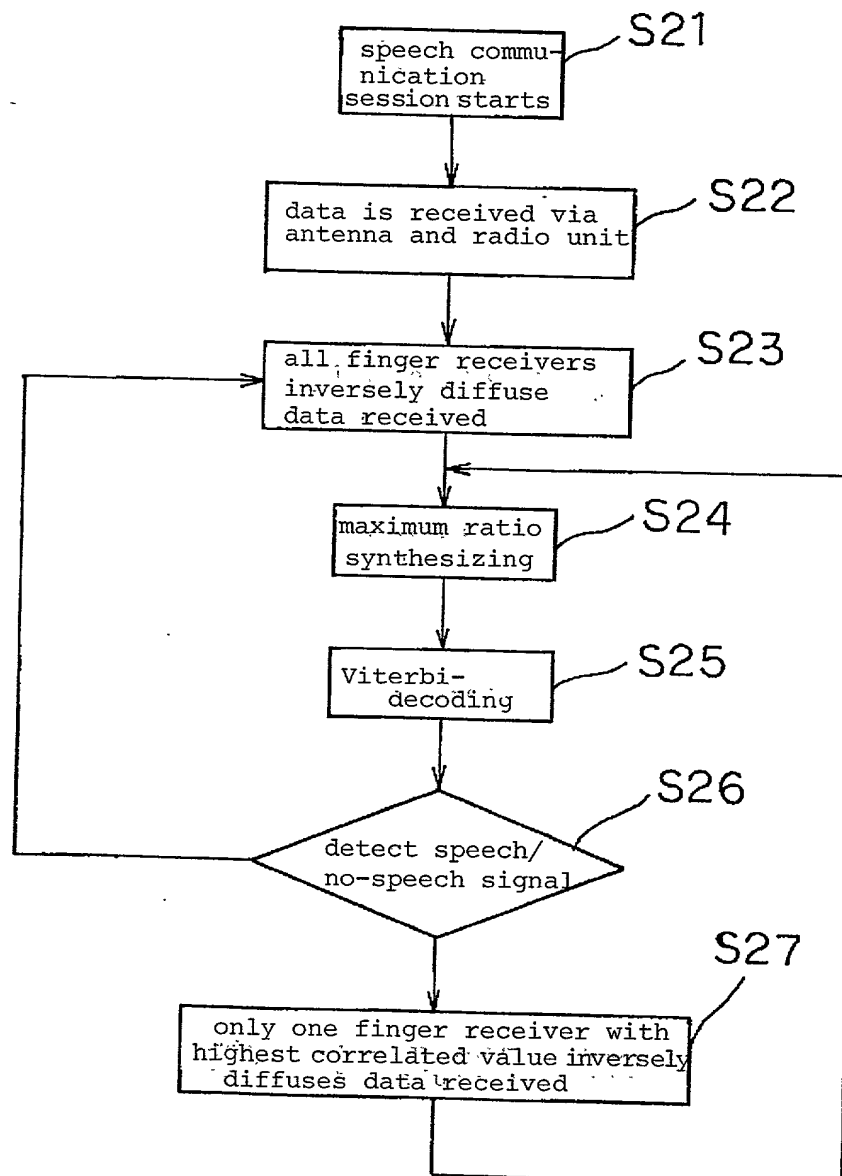 S21
speech commu-
nication
session starts
S22
data is received via
antenna and radio unit
S23
all finger receivers
inversely diffuse
data received
S24
maximum ratio
synthesizing
S25
Viterbi-
decoding
S26
detect speech/
no-speech signal
S27
only one finger receiver with
highest correlated value inversely
diffuses data received